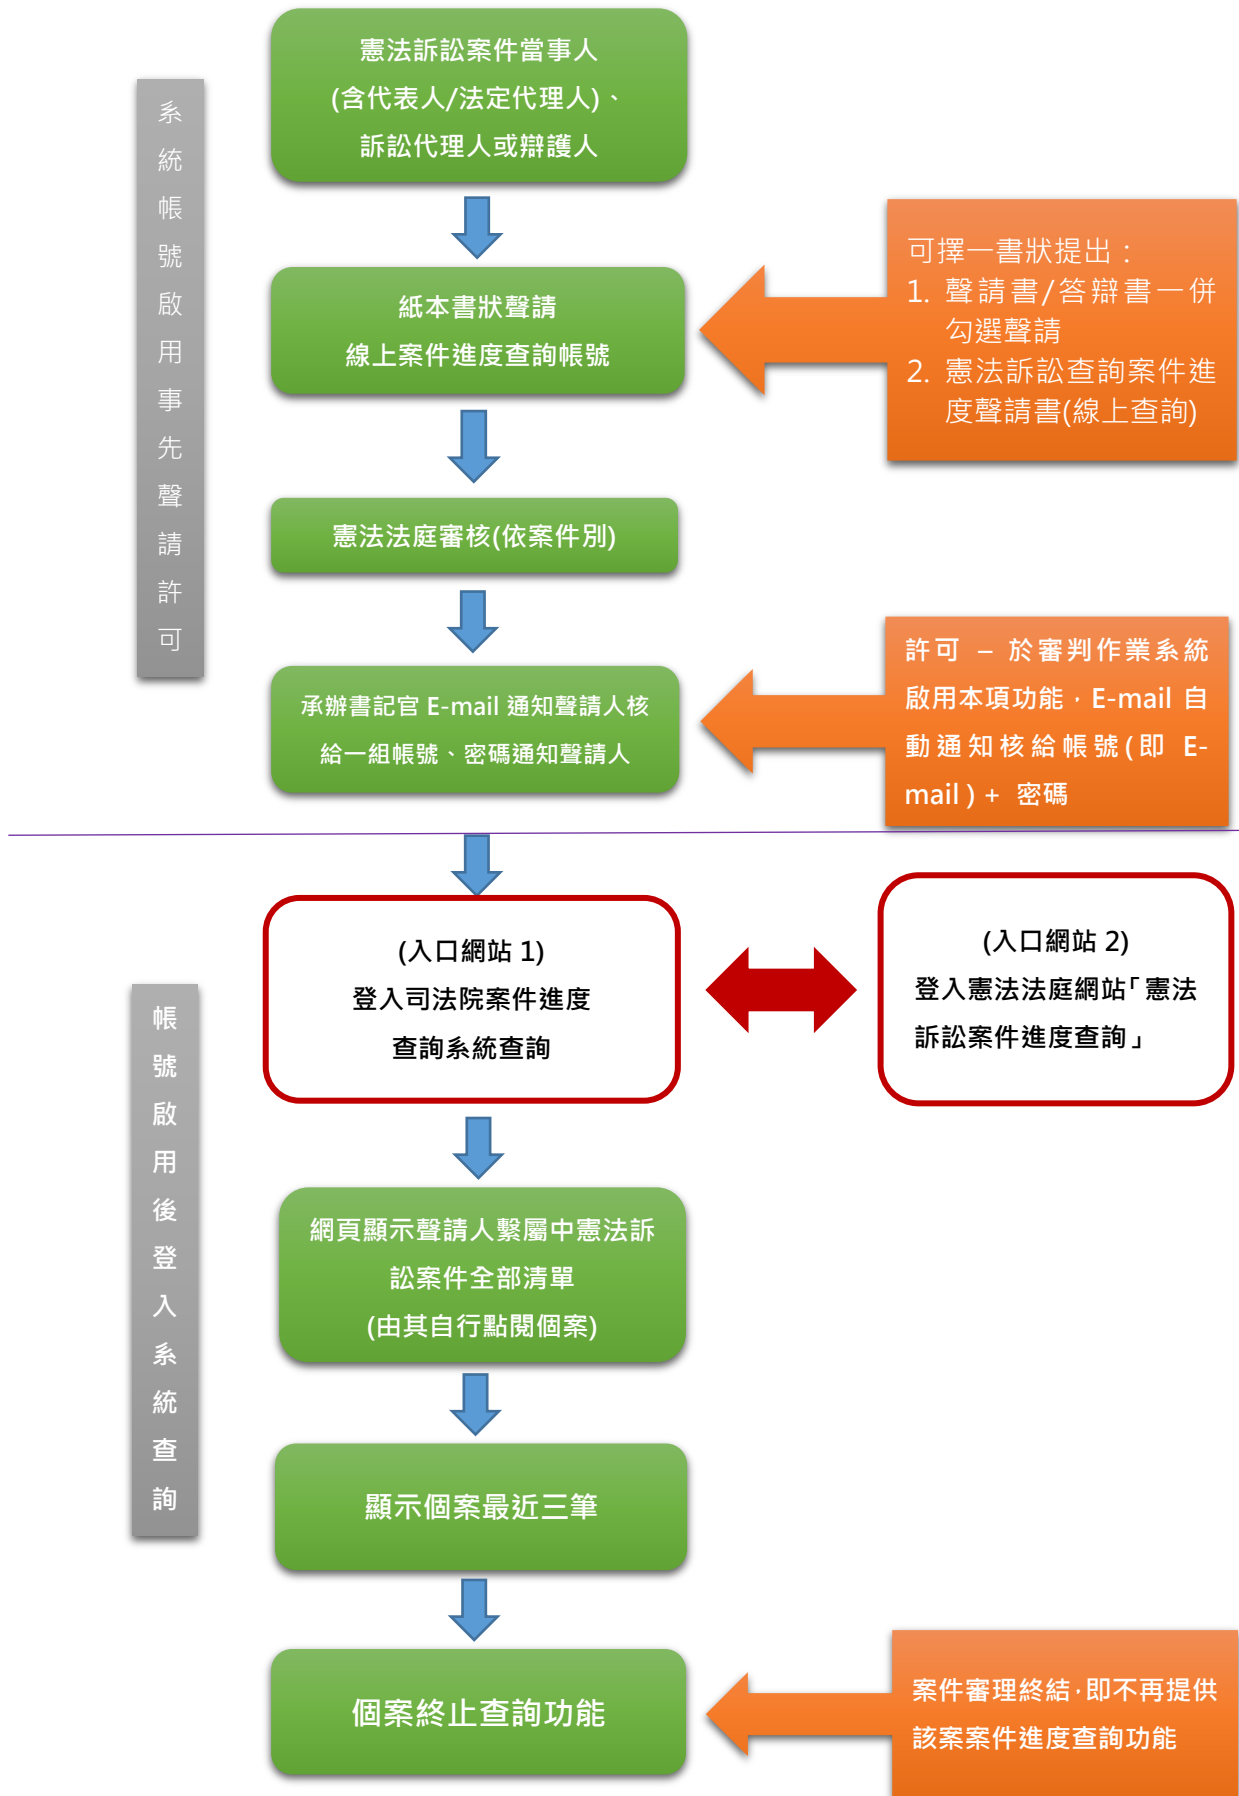 憲法訴訟案件當事人
(含代表人/法定代理人)、
訴訟代理人或辯護人
系
統
帳
號
啟
用
事
先
聲
請
許
可
紙本書狀聲請
線上案件進度查詢帳號
可擇一書狀提出：
1. 聲請書/答辯書一併
勾選聲請
2. 憲法訴訟查詢案件進
度聲請書(線上查詢)
憲法法庭審核(依案件別)
承辦書記官 E-mail 通知聲請人核
給一組帳號、密碼通知聲請人
許可 – 於審判作業系統
啟用本項功能，E-mail 自
動通知核給帳號(即 E-
mail ) + 密碼
(入口網站 1)
登入司法院案件進度
查詢系統查詢
(入口網站 2)
登入憲法法庭網站「憲法
訴訟案件進度查詢」
帳
號
啟
用
後
登
入
系
統
查
詢
網頁顯示聲請人繫屬中憲法訴
訟案件全部清單
(由其自行點閱個案)
顯示個案最近三筆
個案終止查詢功能
案件審理終結，即不再提供
該案案件進度查詢功能